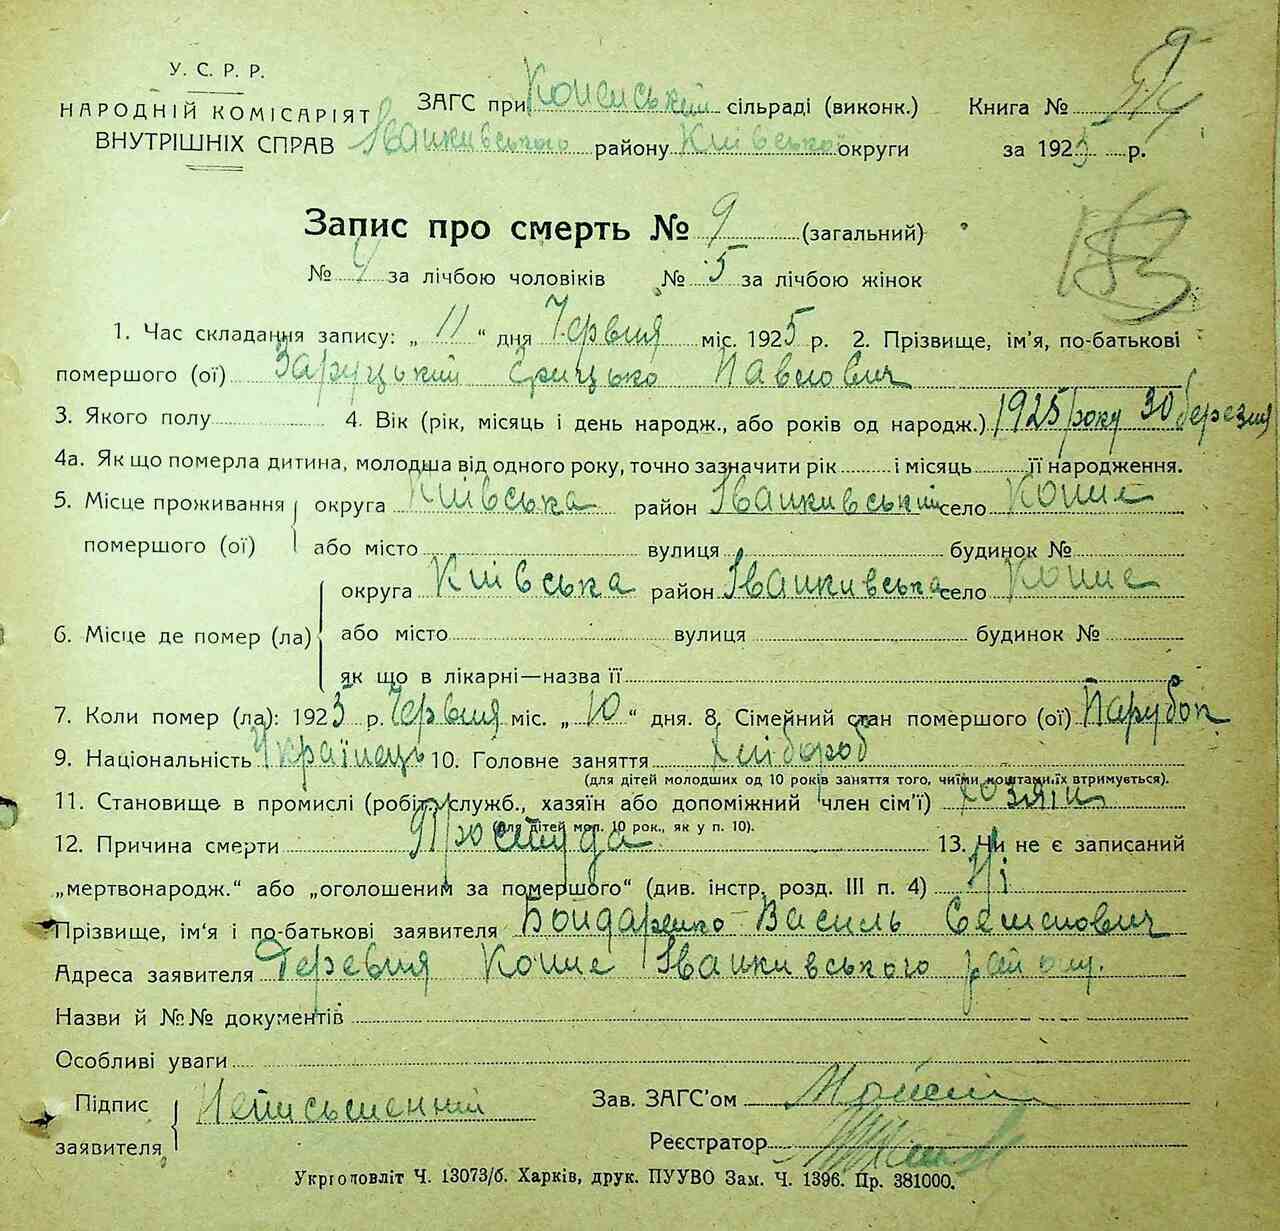 У. С. Р. Р.
НАРОДНІЙ КОМІСАРІЯТ
ВНУТРІШНІХ СПРАВ
ЗАГС при сільраді (виконк.) Книга №
Іванкивського району Київської округи за 1925 р.
183
Запис про смерть № 9 (загальний)
№ за лічбою чоловіків № 5 за лічбою жінок
1. Час складання запису: „ 11 “ дня Червня міс. 1925 р. 2. Прізвище, ім'я, по-батькові
помершого (ої) Заруцький Грицько Павлович
3. Якого полу 4. Вік (рік, місяць і день народж., або років од народж.) 1925 року 30 березня
4а. Як що померла дитина, молодша від одного року, точно зазначити рік і місяць її народження.
5. Місце проживання округа Київська район Іванкивський село
помершого (ої) або місто вулиця будинок №
округа Київська район Іванкивська село
6. Місце де помер (ла) або місто вулиця будинок №
як що в лікарні—назва її
7. Коли помер (ла): 1925 р. Червня міс. „ 10 “ дня. 8. Сімейний стан помершого (ої) Парубок
9. Національність Українець 10. Головне заняття Хлібороб
(для дітей молодших од 10 років заняття того, чиїми коштами їх втримується).
11. Становище в промислі (робіт., служб., хазяїн або допоміжний член сім'ї) хозяїн
(для дітей мол. 10 рок., як у п. 10).
12. Причина смерти Простуда 13. Чи не є записаний
„мертвонародж.“ або „оголошеним за помершого“ (див. інстр. розд. III п. 4) Ні
Прізвище, ім'я і по-батькові заявителя Бондаренко Василь Семенович
Адреса заявителя Деревня Іванкивського району.
Назви й №№ документів
Особливі уваги
Підпис
заявителя Неписьменний
Зав. ЗАГС'ом
Реєстратор
Укрголовліт Ч. 13073/б. Харків, друк. ПУУВО Зам. Ч. 1396. Пр. 381000.